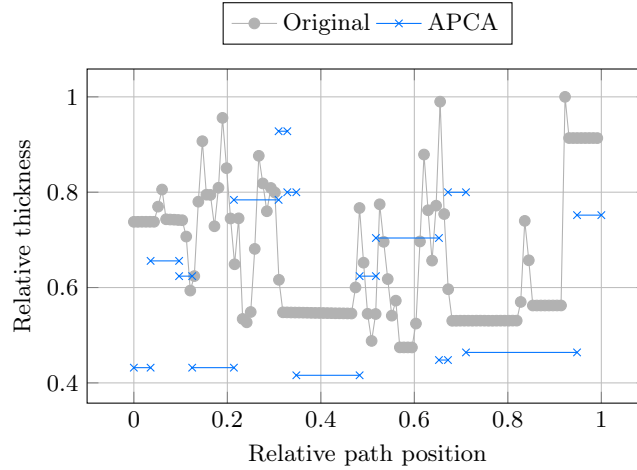 Original APCA
1
0.8
0.6
0.4
Relative thickness
0 0.2 0.4 0.6 0.8 1
Relative path position